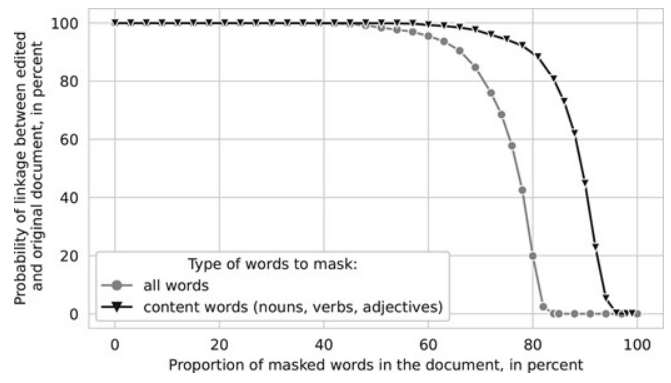 Probability of linkage between edited
and original document, in percent
100
80
60
40
20
0
Type of words to mask:
all words
content words (nouns, verbs, adjectives)
0 20 40 60 80 100
Proportion of masked words in the document, in percent